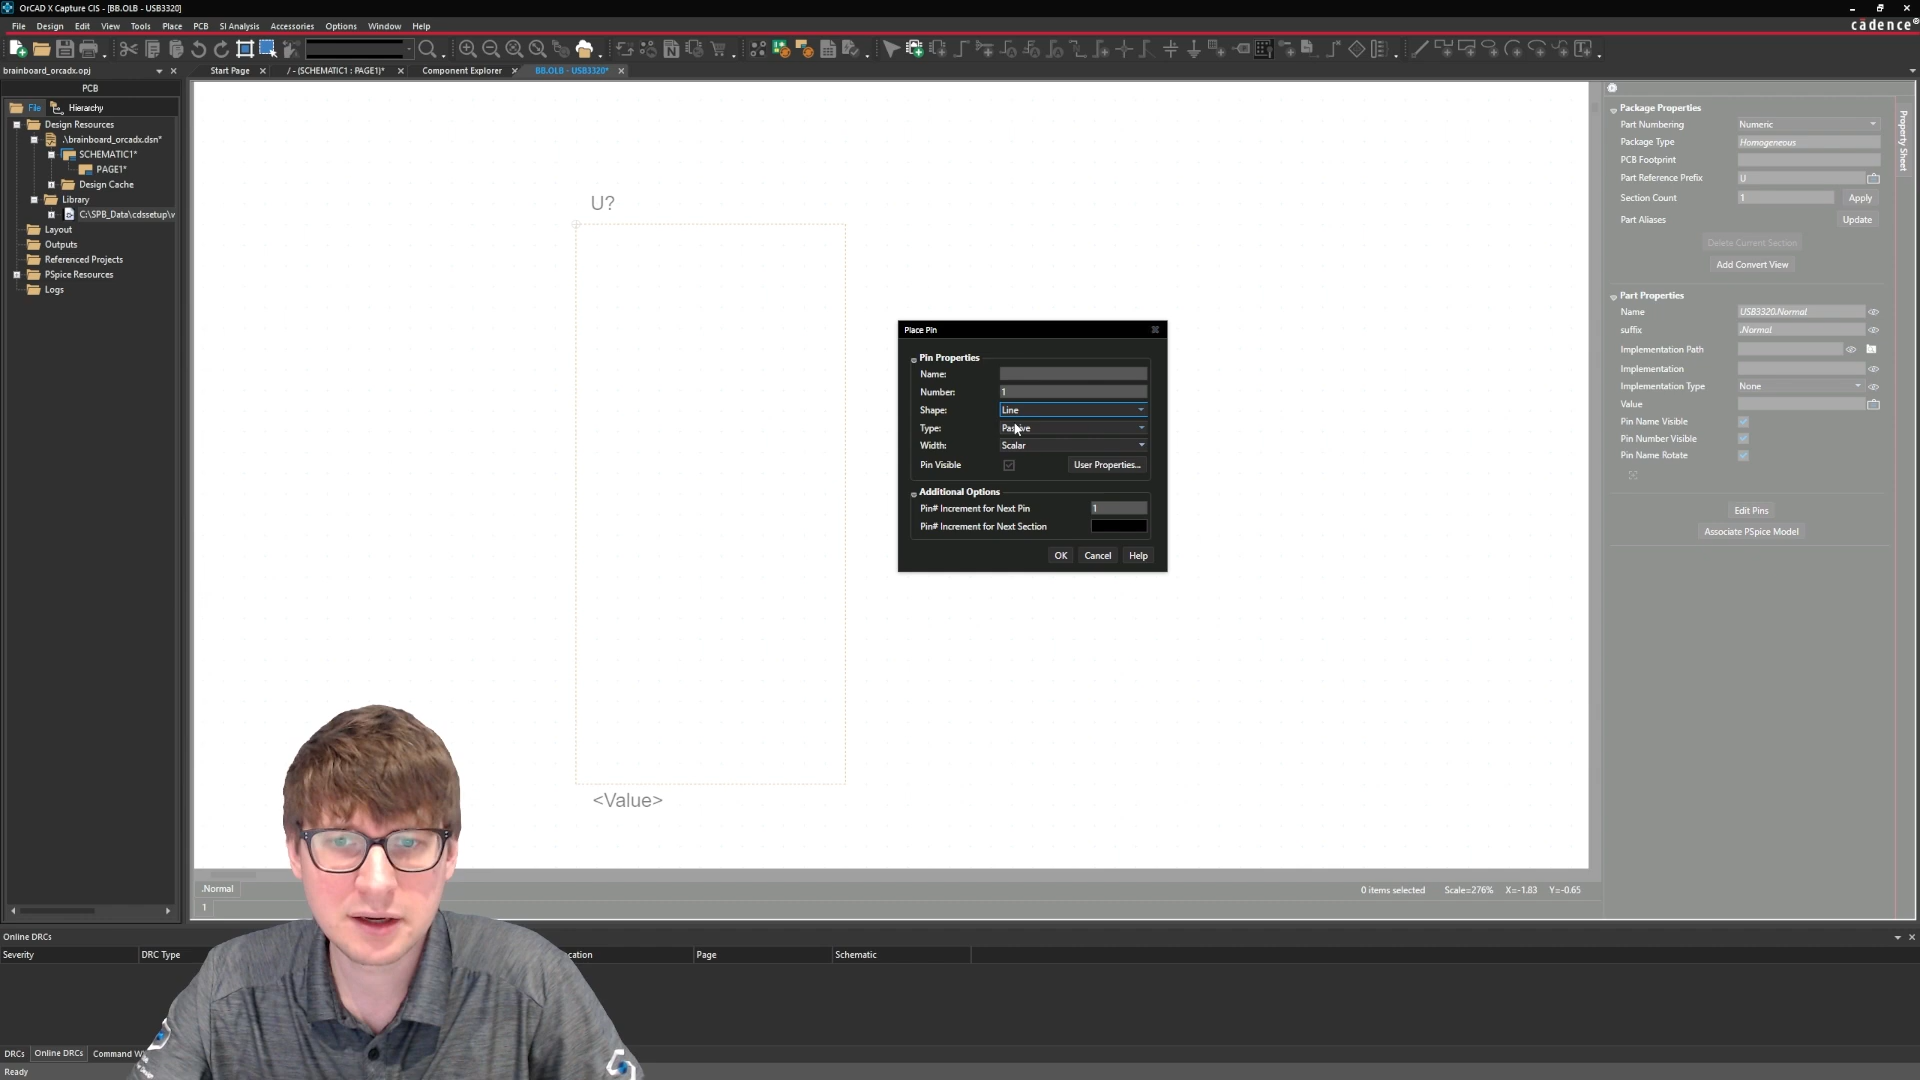 OrCAD X Capture CIS - [BB.OLB - USB3320]
File Design Edit View Tools Place PCB SI Analysis Accessories Options Window Help
cādence
brainboard_orcadx.opj
Start Page
/ - (SCHEMATIC1 : PAGE1)*
Component Explorer
BB.OLB - USB3320*
PCB
File
Hierarchy
Design Resources
.\brainboard_orcadx.dsn*
SCHEMATIC1*
PAGE1*
Design Cache
Library
C:\SPB_Data\cdssetup\w
Layout
Outputs
Referenced Projects
PSpice Resources
Logs
U?
<Value>
Place Pin
Pin Properties
Name:
Number: 1
Shape: Line
Type: Passive
Width: Scalar
Pin Visible
User Properties...
Additional Options
Pin# Increment for Next Pin 1
Pin# Increment for Next Section
OK Cancel Help
Property Sheet
Package Properties
Part Numbering Numeric
Package Type Homogeneous
PCB Footprint
Part Reference Prefix U
Section Count 1 Apply
Part Aliases Update
Delete Current Section
Add Convert View
Part Properties
Name USB3320.Normal
suffix .Normal
Implementation Path
Implementation
Implementation Type None
Value
Pin Name Visible
Pin Number Visible
Pin Name Rotate
Edit Pins
Associate PSpice Model
.Normal
0 items selected Scale=276% X=-1.83 Y=-0.65
1
Online DRCs
Severity DRC Type Page Schematic
DRCs Online DRCs Command
Ready